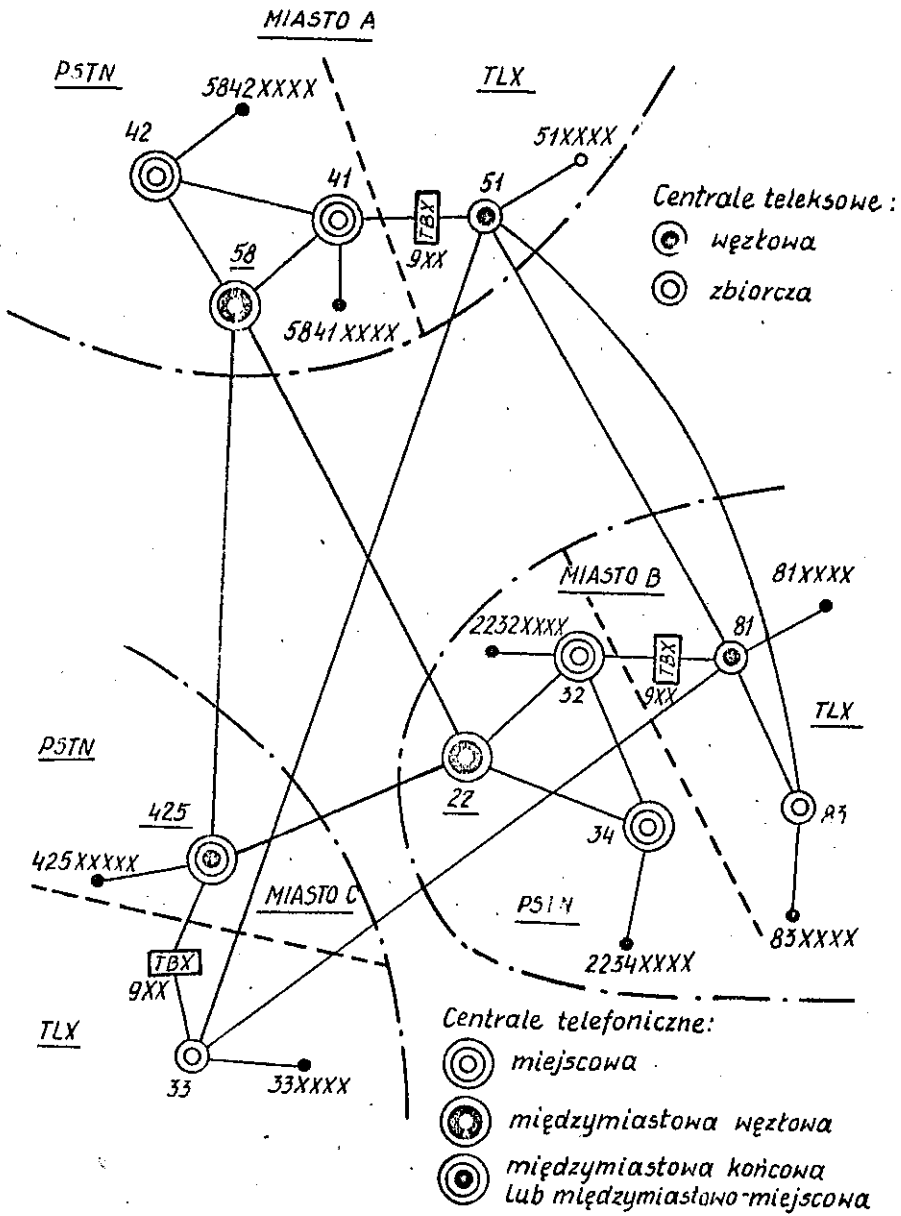 MIASTO A
PSTN
TLX
5842XXXX
51XXXX
42
41
51
TBX
9XX
58
5841XXXX
Centrale teleksowe:
węzłowa
zbiorcza
MIASTO B
81XXXX
2232XXXX
81
TBX
9XX
32
TLX
PSTN
22
83
425
34
425XXXXX
MIASTO C
PSTN
83XXXX
TBX
2234XXXX
9XX
TLX
Centrale telefoniczne:
miejscowa
33
33XXXX
międzymiastowa węzłowa
międzymiastowa końcowa
lub międzymiastowo-miejscowa